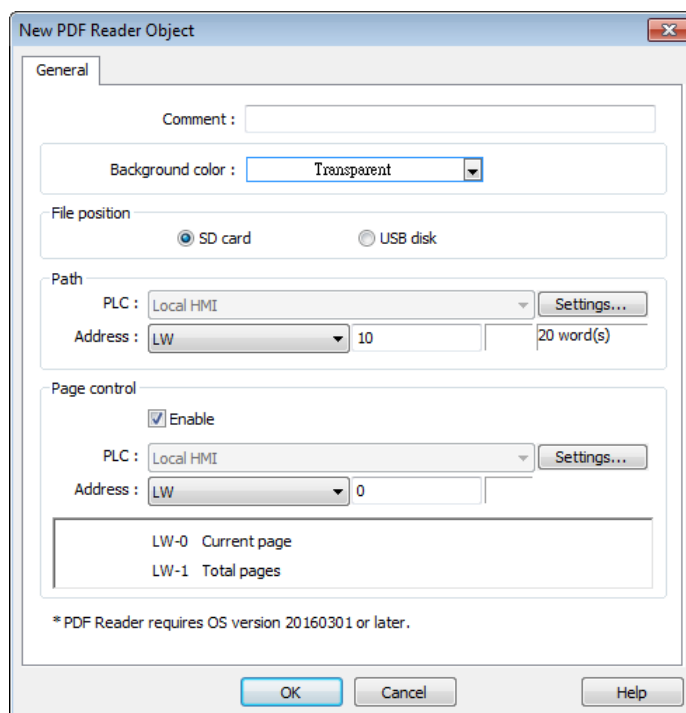 New PDF Reader Object
General
Comment :
Background color : Transparent
File position
SD card USB disk
Path
PLC : Local HMI Settings...
Address : LW 10 20 word(s)
Page control
Enable
PLC : Local HMI Settings...
Address : LW 0
LW-0 Current page
LW-1 Total pages
* PDF Reader requires OS version 20160301 or later.
OK Cancel Help